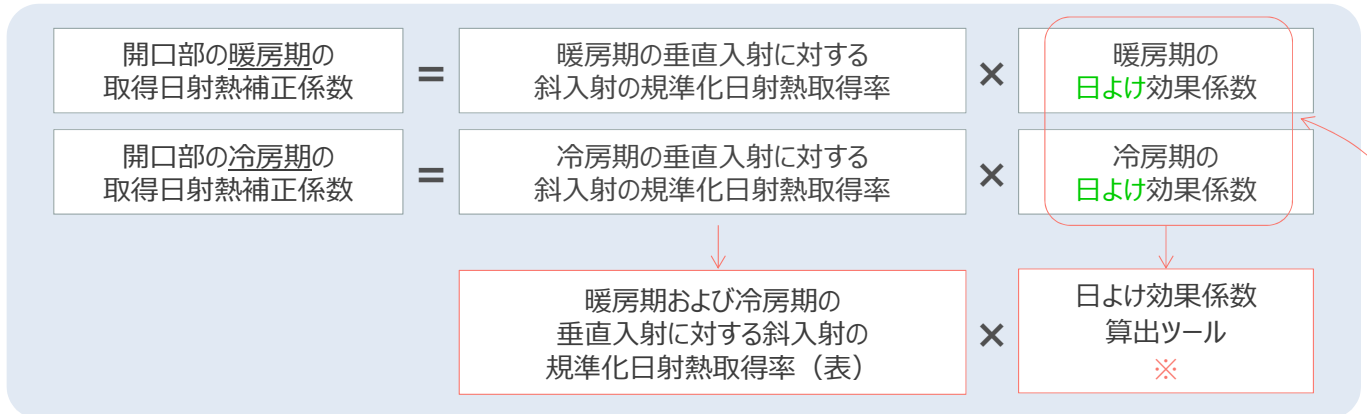 開口部の暖房期の
取得日射熱補正係数
=
暖房期の垂直入射に対する
斜入射の規準化日射熱取得率
×
暖房期の
日よけ効果係数
開口部の冷房期の
取得日射熱補正係数
=
冷房期の垂直入射に対する
斜入射の規準化日射熱取得率
×
冷房期の
日よけ効果係数
暖房期および冷房期の
垂直入射に対する斜入射の
規準化日射熱取得率（表）
×
日よけ効果係数
算出ツール
※